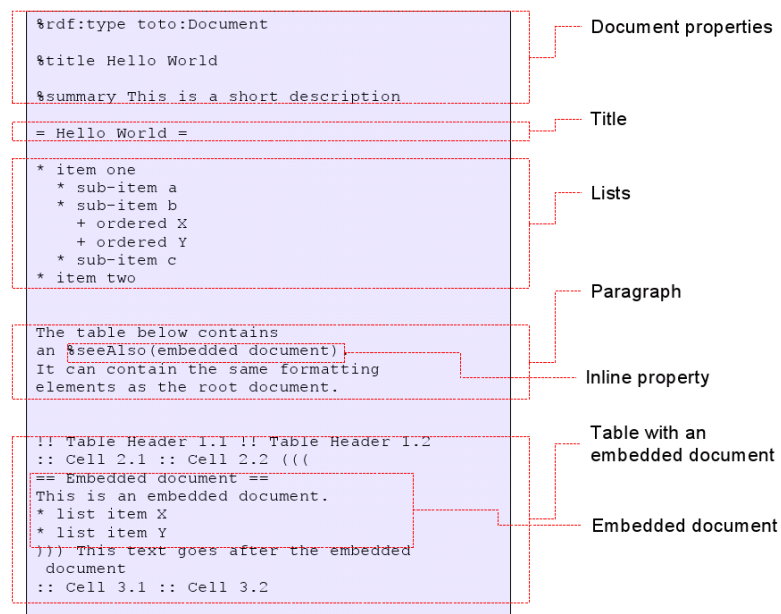 %rdf:type toto:Document
Document properties
%title Hello World
%summary This is a short description
= Hello World =
Title
* item one
* sub-item a
* sub-item b
+ ordered X
+ ordered Y
* sub-item c
* item two
Lists
Paragraph
The table below contains
an %seeAlso(embedded document).
It can contain the same formatting
elements as the root document.
Inline property
!! Table Header 1.1 !! Table Header 1.2
:: Cell 2.1 :: Cell 2.2 (((
== Embedded document ==
This is an embedded document.
* list item X
* list item Y
))) This text goes after the embedded
document
:: Cell 3.1 :: Cell 3.2
Table with an
embedded document
Embedded document